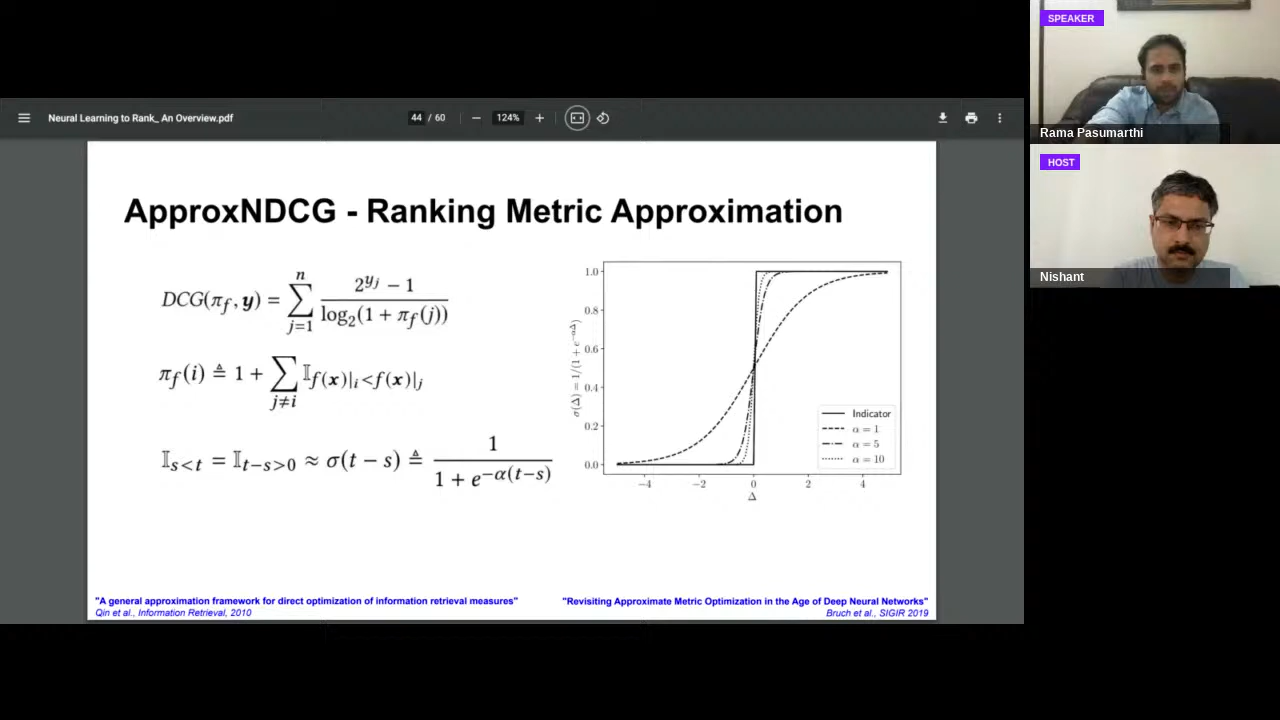 SPEAKER
Rama Pasumarthi
HOST
Nishant
Neural Learning to Rank_ An Overview.pdf
44 / 60
124%
ApproxNDCG - Ranking Metric Approximation
DCG(π_f, y) = ∑_{j=1}^{n} (2^{y_j} − 1) / log₂(1 + π_f(j))
π_f(i) ≜ 1 + ∑_{j≠i} 𝕀_{f(x)|_i<f(x)|_j}
𝕀_{s<t} = 𝕀_{t−s>0} ≈ σ(t − s) ≜ 1 / (1 + e^{−α(t−s)})
σ(Δ) = 1/(1 + e^{−αΔ})
1.0
0.8
0.6
0.4
0.2
0.0
−4 −2 0 2 4
Δ
Indicator
α = 1
α = 5
α = 10
"A general approximation framework for direct optimization of information retrieval measures"
Qin et al., Information Retrieval, 2010
"Revisiting Approximate Metric Optimization in the Age of Deep Neural Networks"
Bruch et al., SIGIR 2019